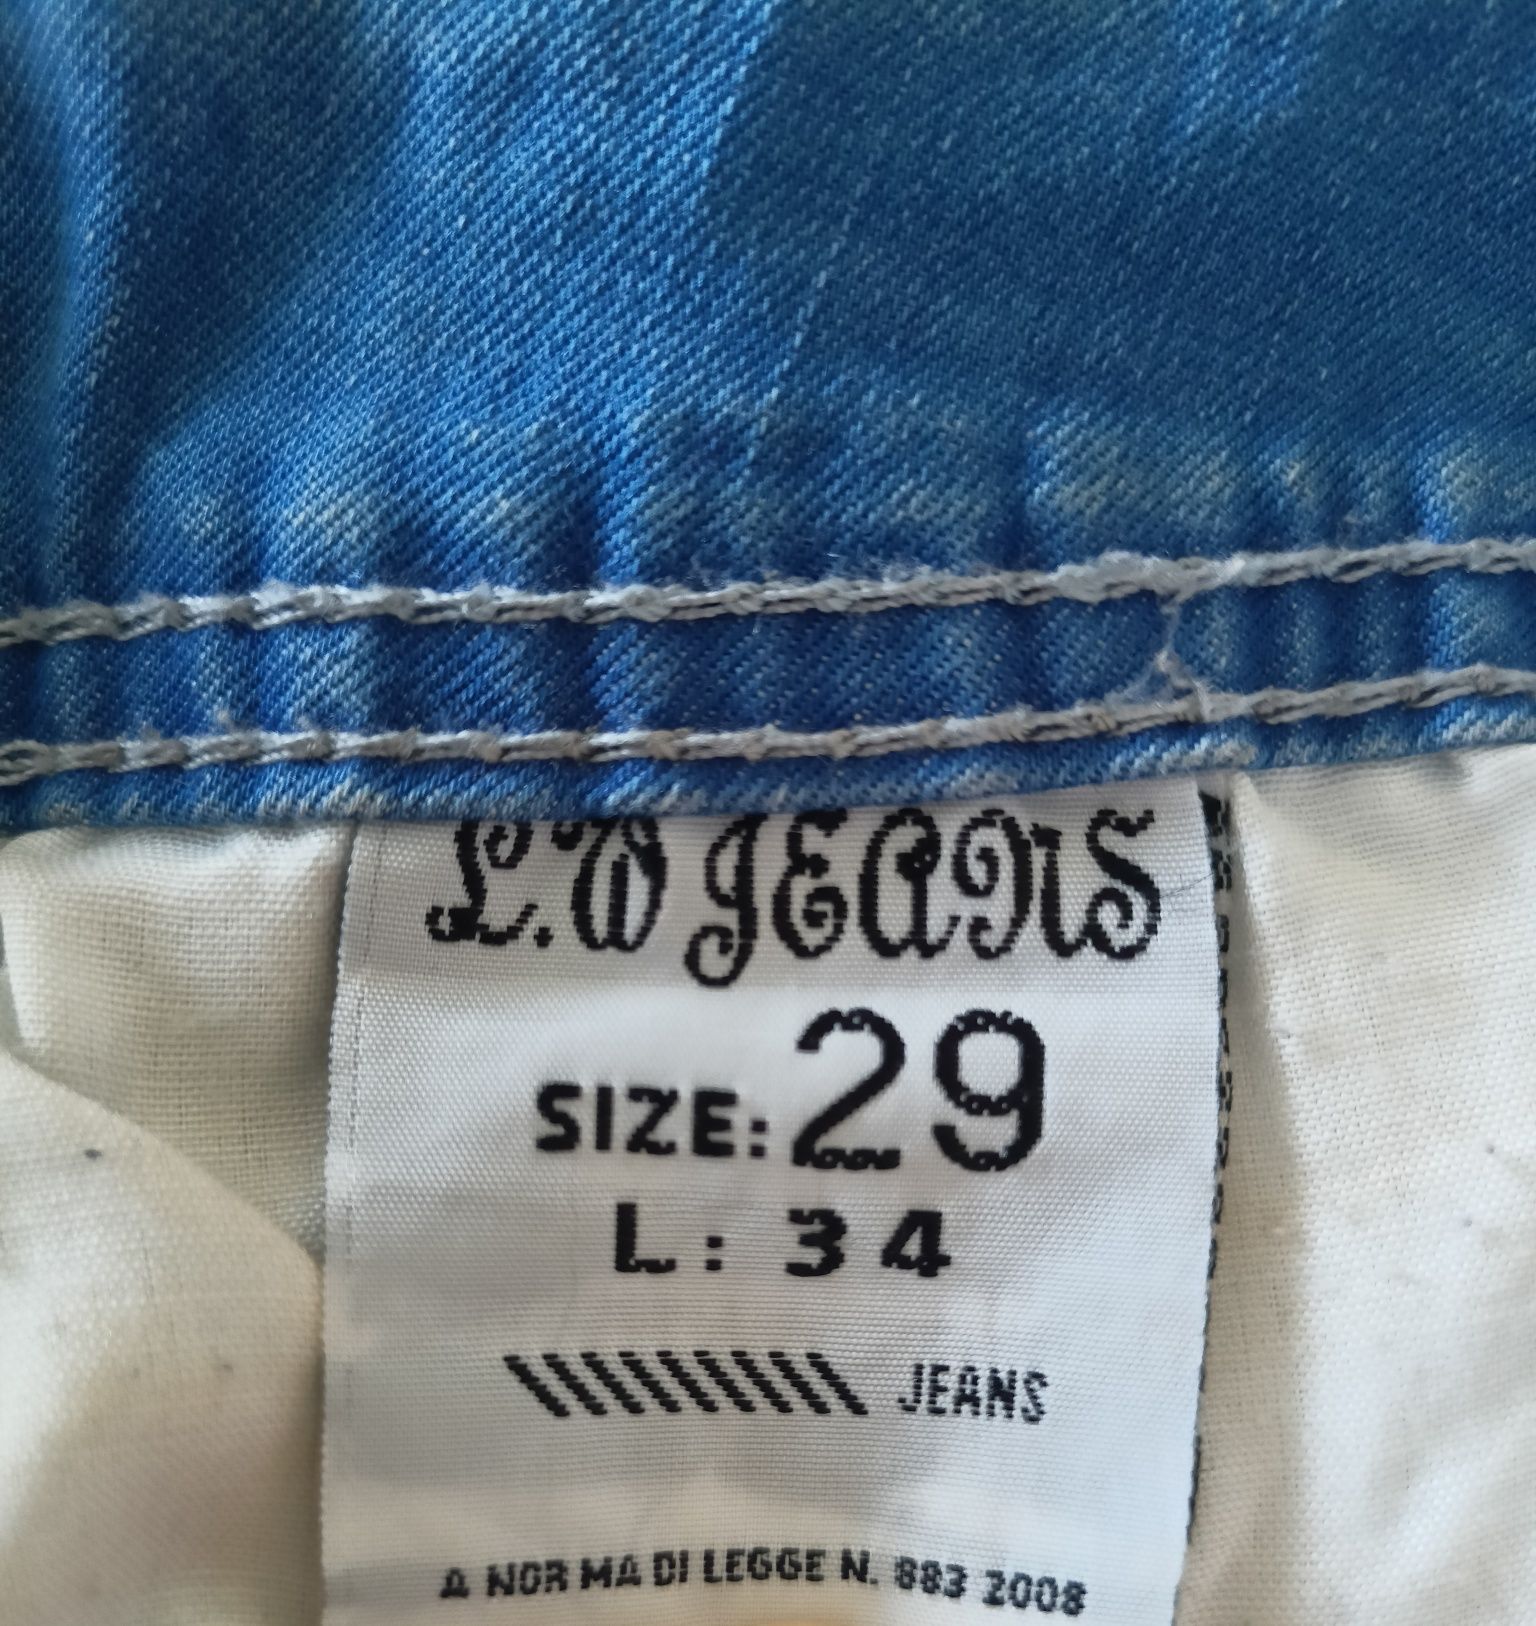 L.W JEANS
SIZE: 29
L: 34
JEANS
A NOR MA DI LEGGE N. 883 2008